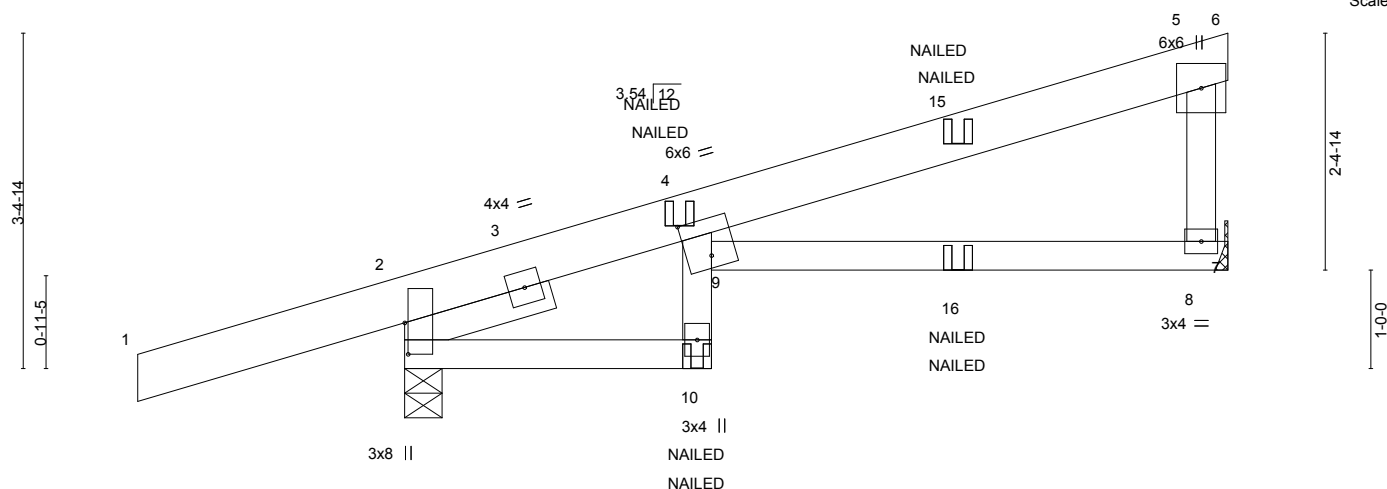 Scale
5 6
6x6
NAILED
NAILED
15
3.54 12
NAILED
NAILED
6x6
4
4x4
3
2
1
3-4-14
0-11-5
2-4-14
1-0-0
9
7
16
8
3x4
NAILED
NAILED
10
3x4
3x8
NAILED
NAILED